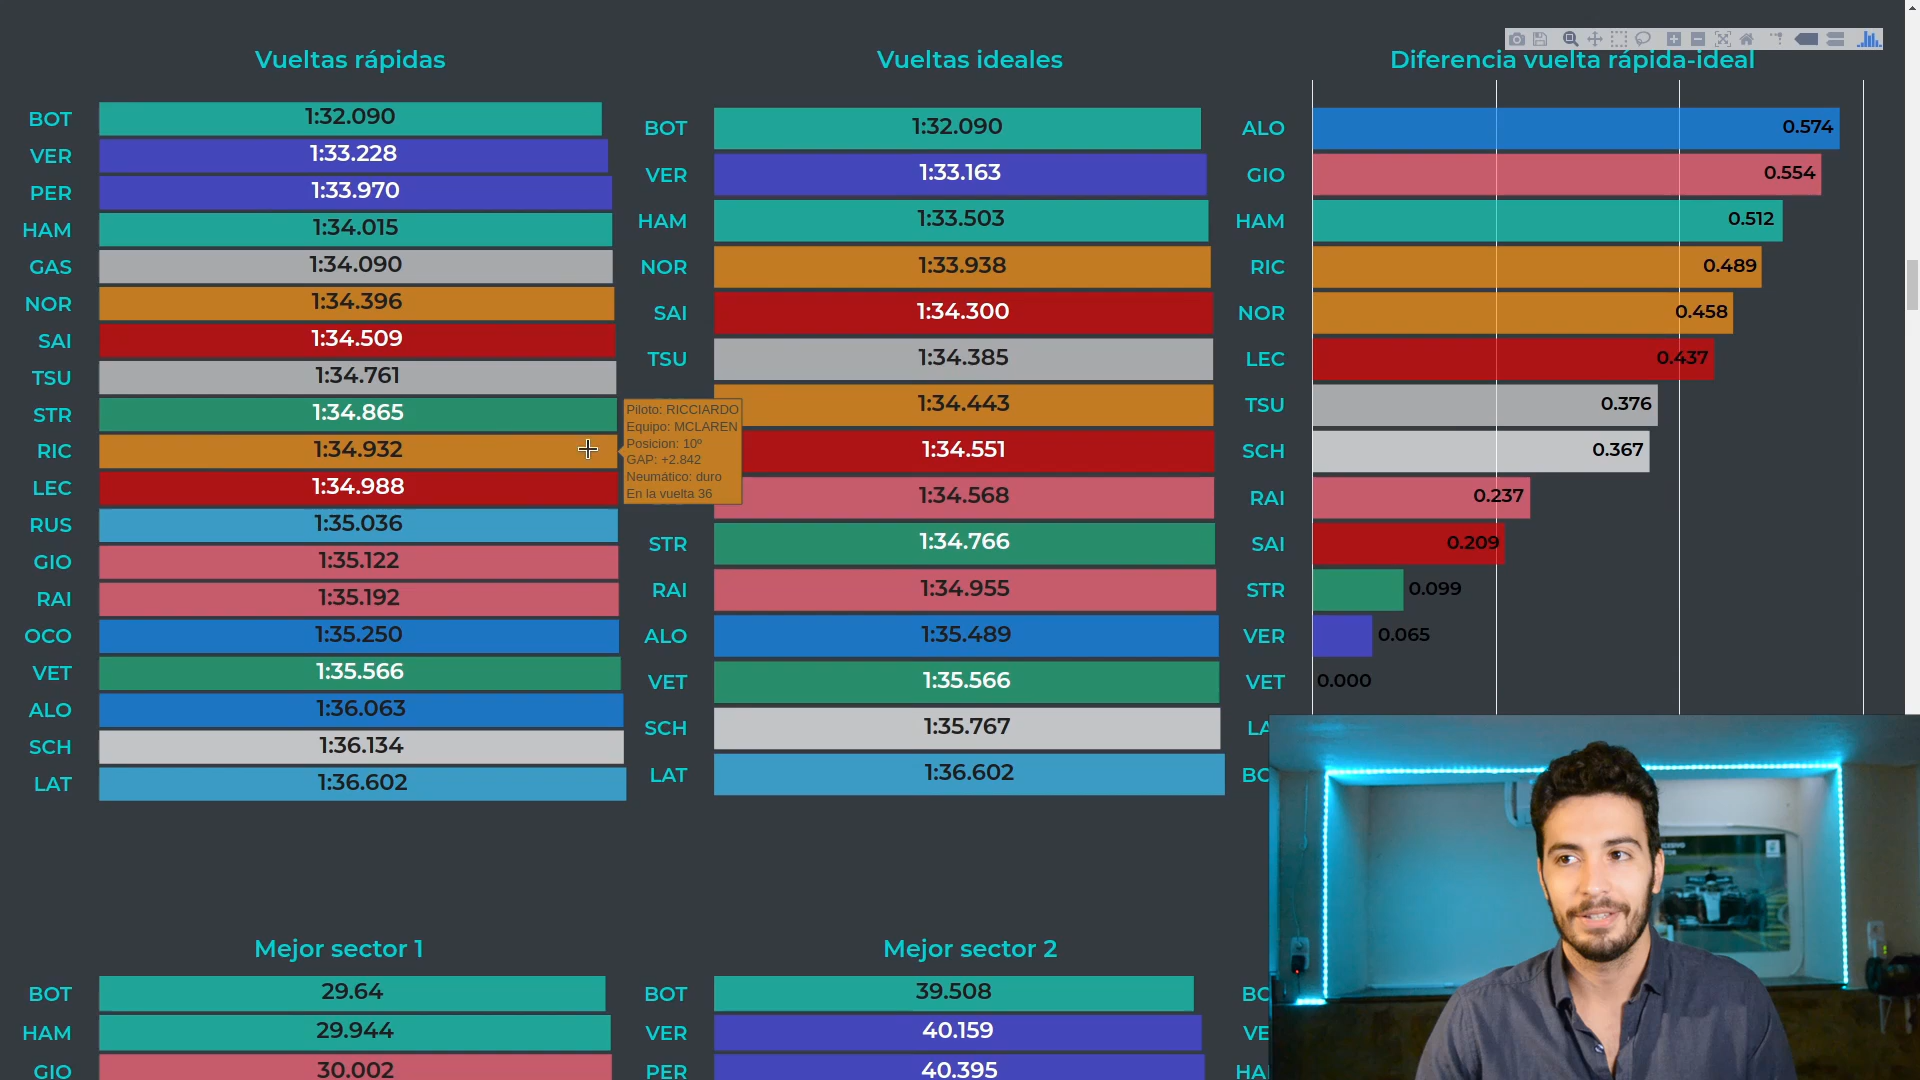 Vueltas rápidas
BOT 1:32.090
VER 1:33.228
PER 1:33.970
HAM 1:34.015
GAS 1:34.090
NOR 1:34.396
SAI 1:34.509
TSU 1:34.761
STR 1:34.865
RIC 1:34.932
LEC 1:34.988
RUS 1:35.036
GIO 1:35.122
RAI 1:35.192
OCO 1:35.250
VET 1:35.566
ALO 1:36.063
SCH 1:36.134
LAT 1:36.602
Piloto: RICCIARDO
Equipo: MCLAREN
Posicion: 10º
GAP: +2.842
Neumático: duro
En la vuelta 36
Vueltas ideales
BOT 1:32.090
VER 1:33.163
HAM 1:33.503
NOR 1:33.938
SAI 1:34.300
TSU 1:34.385
1:34.443
1:34.551
1:34.568
STR 1:34.766
RAI 1:34.955
ALO 1:35.489
VET 1:35.566
SCH 1:35.767
LAT 1:36.602
Diferencia vuelta rápida-ideal
ALO 0.574
GIO 0.554
HAM 0.512
RIC 0.489
NOR 0.458
LEC 0.437
TSU 0.376
SCH 0.367
RAI 0.237
SAI 0.209
STR 0.099
VER 0.065
VET 0.000
Mejor sector 1
BOT 29.64
HAM 29.944
GIO 30.002
Mejor sector 2
BOT 39.508
VER 40.159
PER 40.395